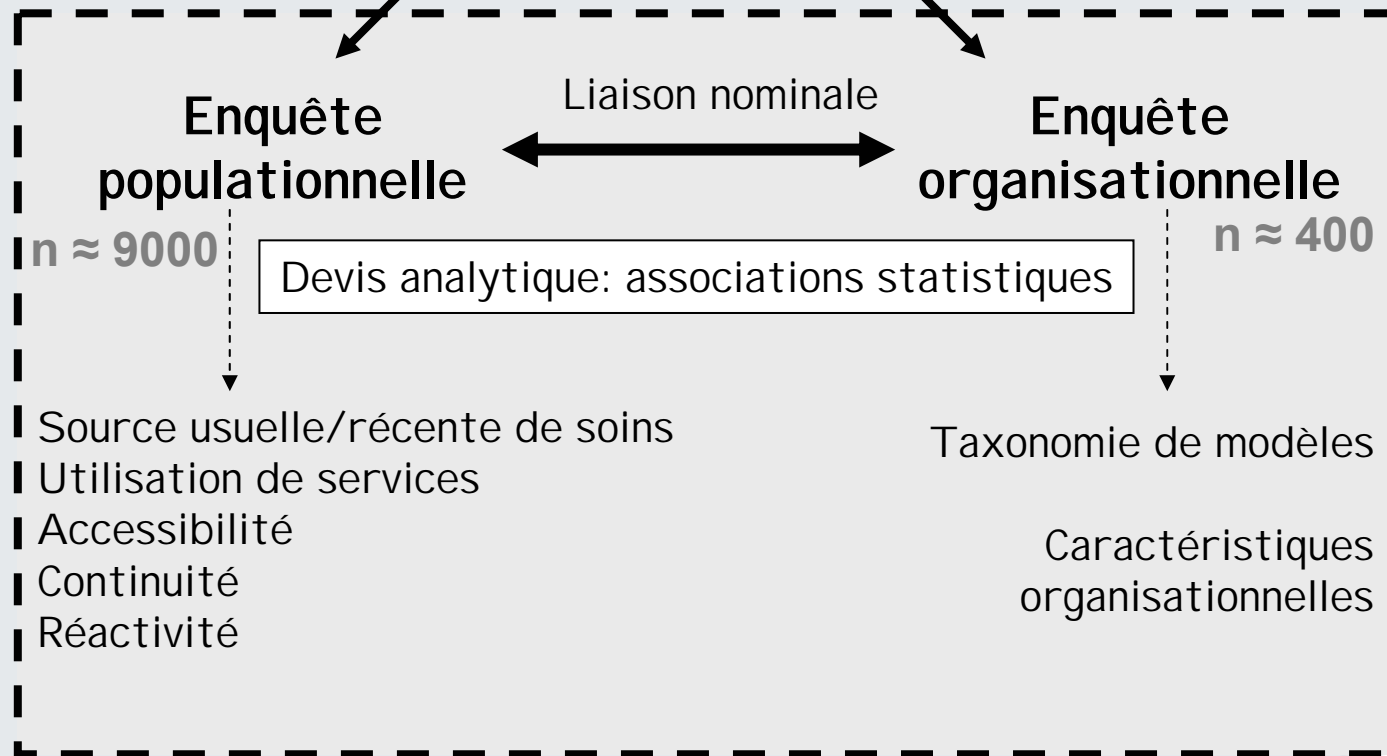 Liaison nominale
Enquête
populationnelle
n ≈ 9000
Enquête
organisationnelle
n ≈ 400
Devis analytique: associations statistiques
Source usuelle/récente de soins
Utilisation de services
Accessibilité
Continuité
Réactivité
Taxonomie de modèles
Caractéristiques
organisationnelles